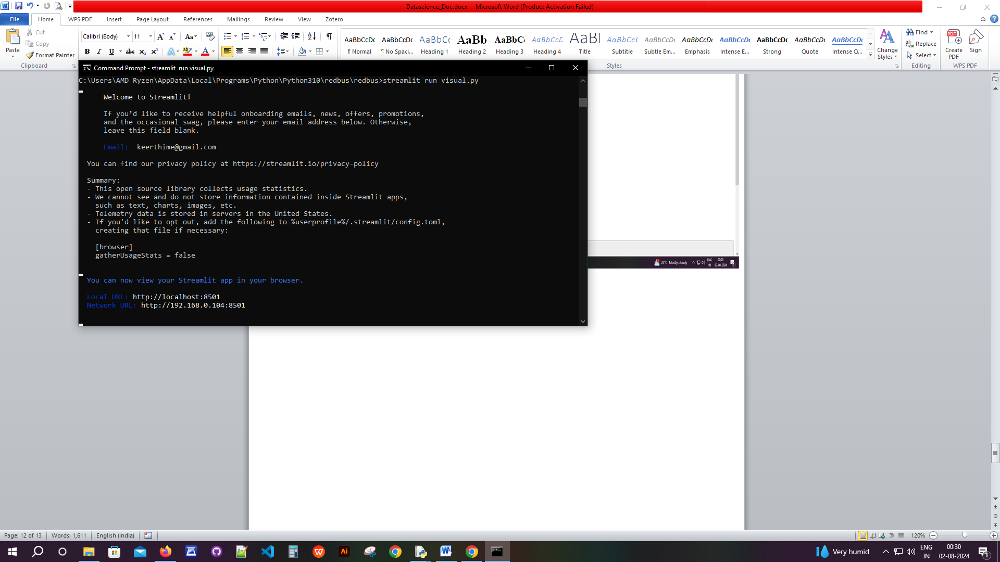 Datascience_Doc.docx - Microsoft Word (Product Activation Failed)
File Home WPS PDF Insert Page Layout References Mailings Review View Zotero
Paste
Cut
Copy
Format Painter
Clipboard
Calibri (Body) 11
AaBbCcDc AaBbCcDc AaBbCc AaBb AaBbC AaBbCcD AaB AaBbCcL AaBbCcDc AaBbCcDc AaBbCcDc AaBbCcDc AaBbCcDc AaBbCcDc
¶ Normal ¶ No Spaci... Heading 1 Heading 2 Heading 3 Heading 4 Title Subtitle Subtle Em... Emphasis Intense E... Strong Quote Intense Q...
Styles
Change Styles
Find
Replace
Select
Editing
Create PDF
Sign
WPS PDF
Command Prompt - streamlit  run visual.py
C:\Users\AMD Ryzen\AppData\Local\Programs\Python\Python310\redbus\redbus>streamlit run visual.py
Welcome to Streamlit!
If you’d like to receive helpful onboarding emails, news, offers, promotions,
and the occasional swag, please enter your email address below. Otherwise,
leave this field blank.
Email:  keerthime@gmail.com
You can find our privacy policy at https://streamlit.io/privacy-policy
Summary:
- This open source library collects usage statistics.
- We cannot see and do not store information contained inside Streamlit apps,
such as text, charts, images, etc.
- Telemetry data is stored in servers in the United States.
- If you'd like to opt out, add the following to %userprofile%/.streamlit/config.toml,
creating that file if necessary:
[browser]
gatherUsageStats = false
You can now view your Streamlit app in your browser.
Local URL: http://localhost:8501
Network URL: http://192.168.0.104:8501
22°C Mostly cloudy
ENG
IN
00:03
02-08-2024
Page: 12 of 13 Words: 1,611 English (India)
120%
Very humid
ENG
IN
00:30
02-08-2024
1